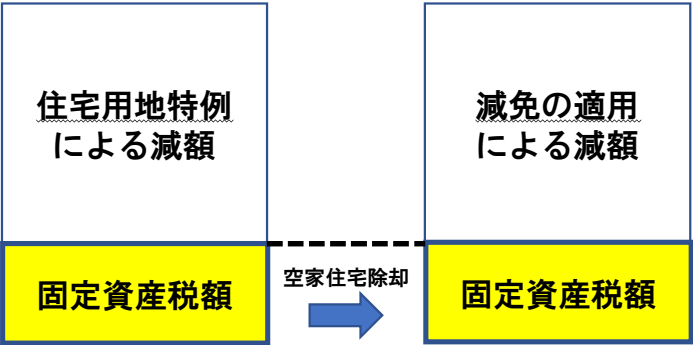 住宅用地特例
による減額
固定資産税額
空家住宅除却
減免の適用
による減額
固定資産税額